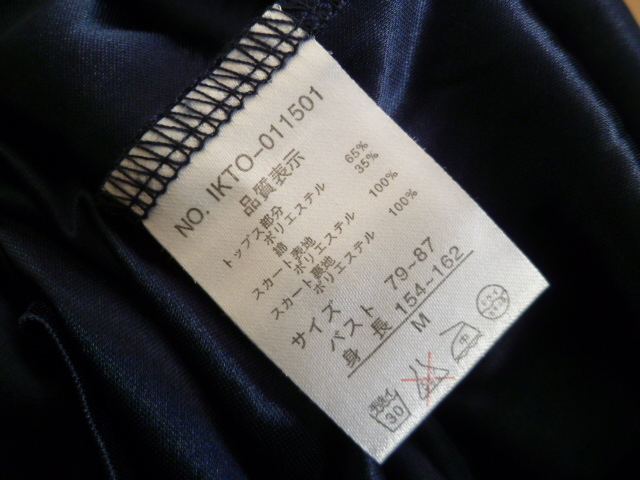 NO. IKTO-011501
品質表示
トップス部分
ポリエステル 65%
綿 35%
スカート表地
ポリエステル 100%
スカート裏地
ポリエステル 100%
サイズ
バスト 79~87
身長 154~162
M
30
中